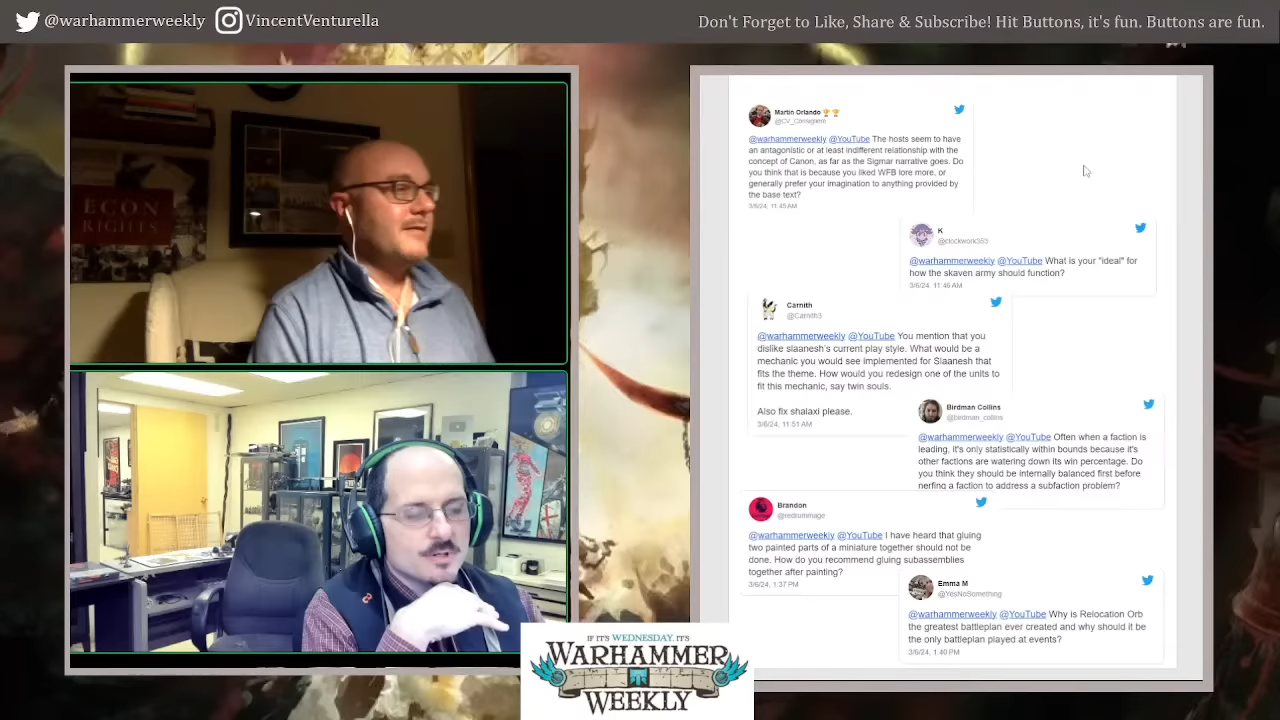 @warhammerweekly
VincentVenturella
Don't Forget to Like, Share & Subscribe! Hit Buttons, it's fun. Buttons are fun.
ECON
RIGHTS
Martin Orlando
@warhammerweekly @YouTube The hosts seem to have
an antagonistic or at least indifferent relationship with the
concept of Canon, as far as the Sigmar narrative goes. Do
you think that is because you liked WFB lore more, or
generally prefer your imagination to anything provided by
the base text?
3/6/24, 11:45 AM
K
@clockwork353
@warhammerweekly @YouTube What is your "ideal" for
how the skaven army should function?
3/6/24, 11:46 AM
Carnith
@Carnith3
@warhammerweekly @YouTube You mention that you
dislike slaanesh's current play style. What would be a
mechanic you would see implemented for Slaanesh that
fits the theme. How would you redesign one of the units to
fit this mechanic, say twin souls.
Also fix shalaxi please.
3/6/24, 11:51 AM
Birdman Collins
@birdman_collins
@warhammerweekly @YouTube Often when a faction is
leading, it's only statistically within bounds because it's
other factions are watering down its win percentage. Do
you think they should be internally balanced first before
nerfing a faction to address a subfaction problem?
Brandon
@redrummage
@warhammerweekly @YouTube I have heard that gluing
two painted parts of a miniature together should not be
done. How do you recommend gluing subassemblies
together after painting?
3/6/24, 1:37 PM
Emma M
@YesNoSomething
@warhammerweekly @YouTube Why is Relocation Orb
the greatest battleplan ever created and why should it be
the only battleplan played at events?
3/6/24, 1:40 PM
IF IT'S WEDNESDAY, IT'S
WARHAMMER
WEEKLY